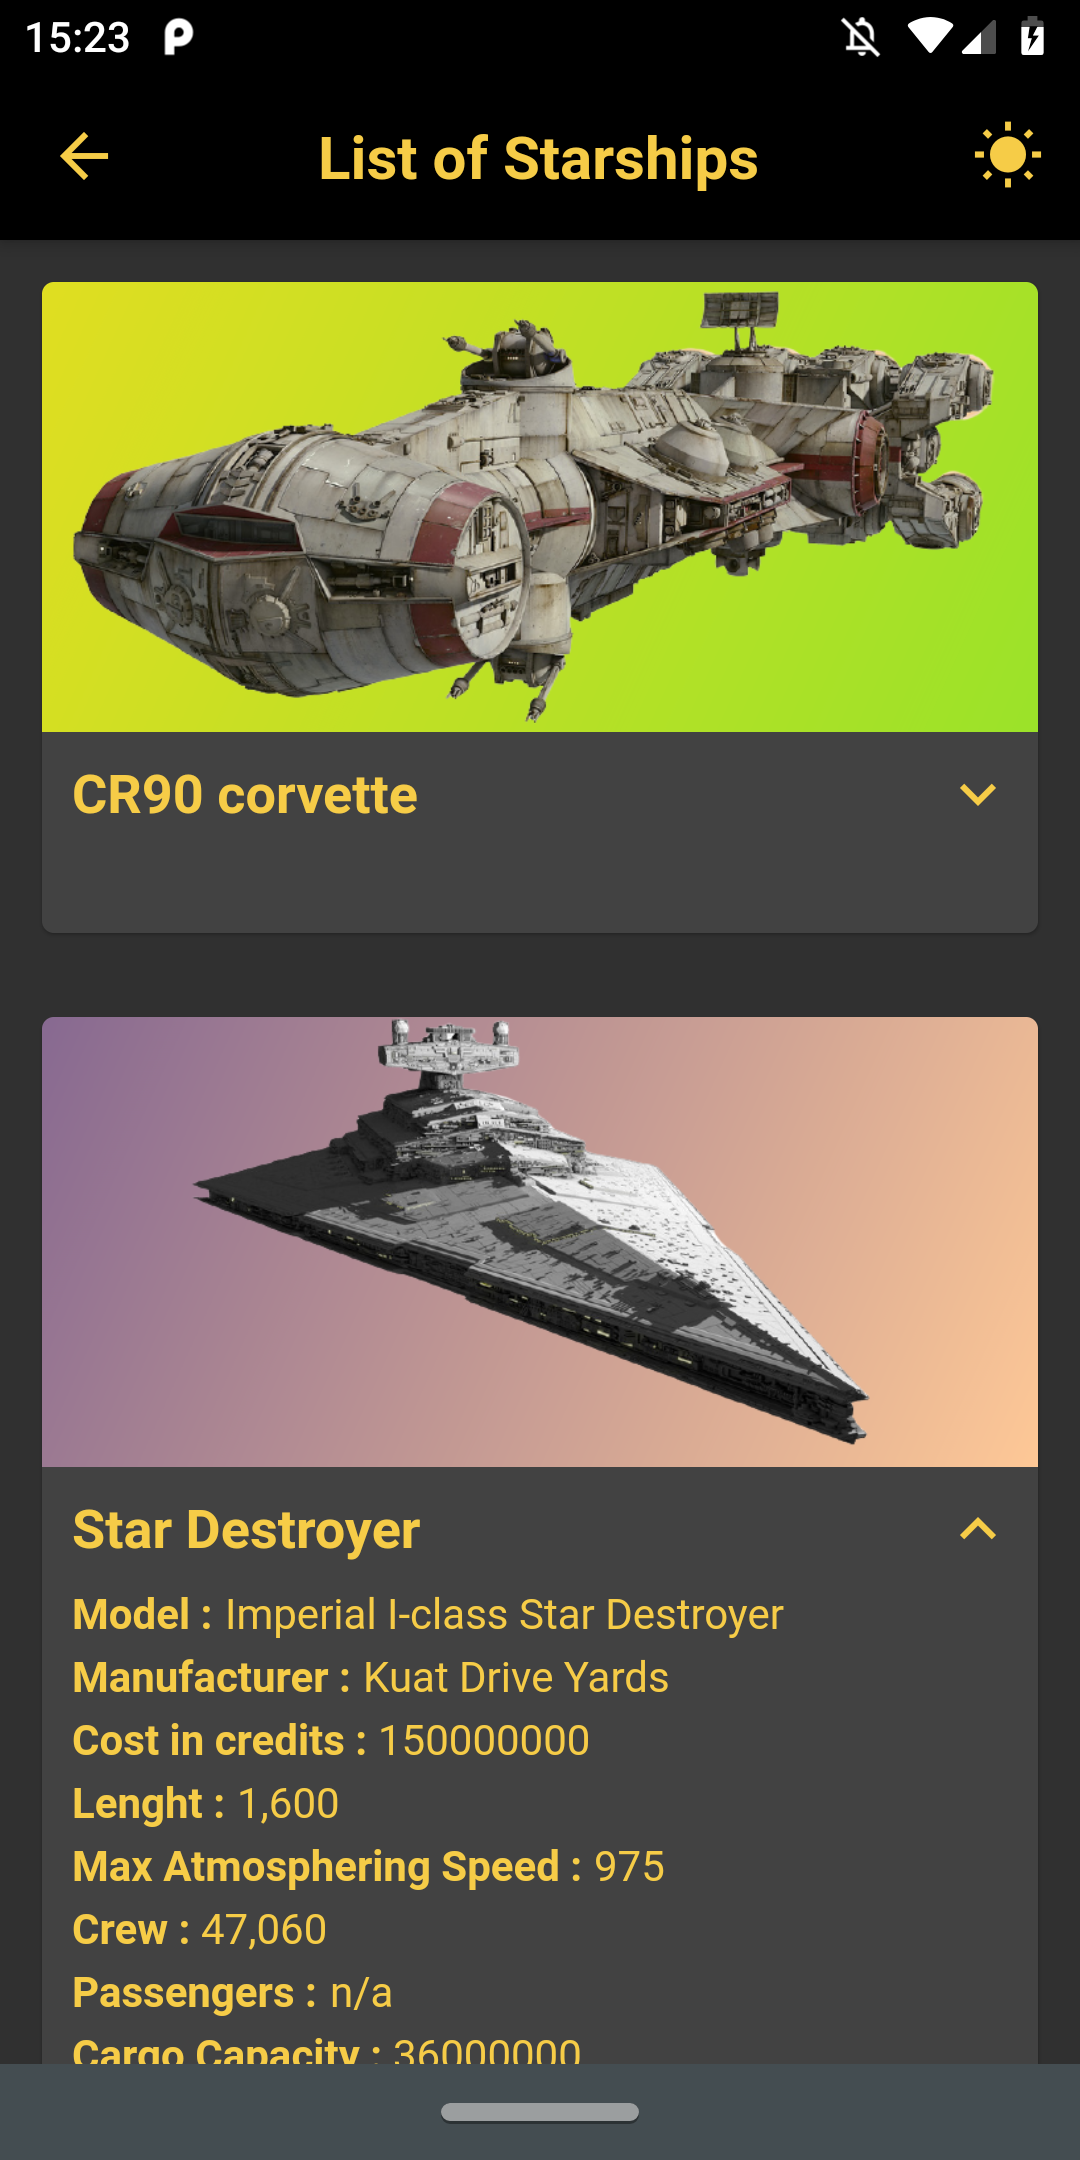 15:23
List of Starships
CR90 corvette
Star Destroyer
Model : Imperial I-class Star Destroyer
Manufacturer : Kuat Drive Yards
Cost in credits : 150000000
Lenght : 1,600
Max Atmosphering Speed : 975
Crew : 47,060
Passengers : n/a
Cargo Capacity : 36000000